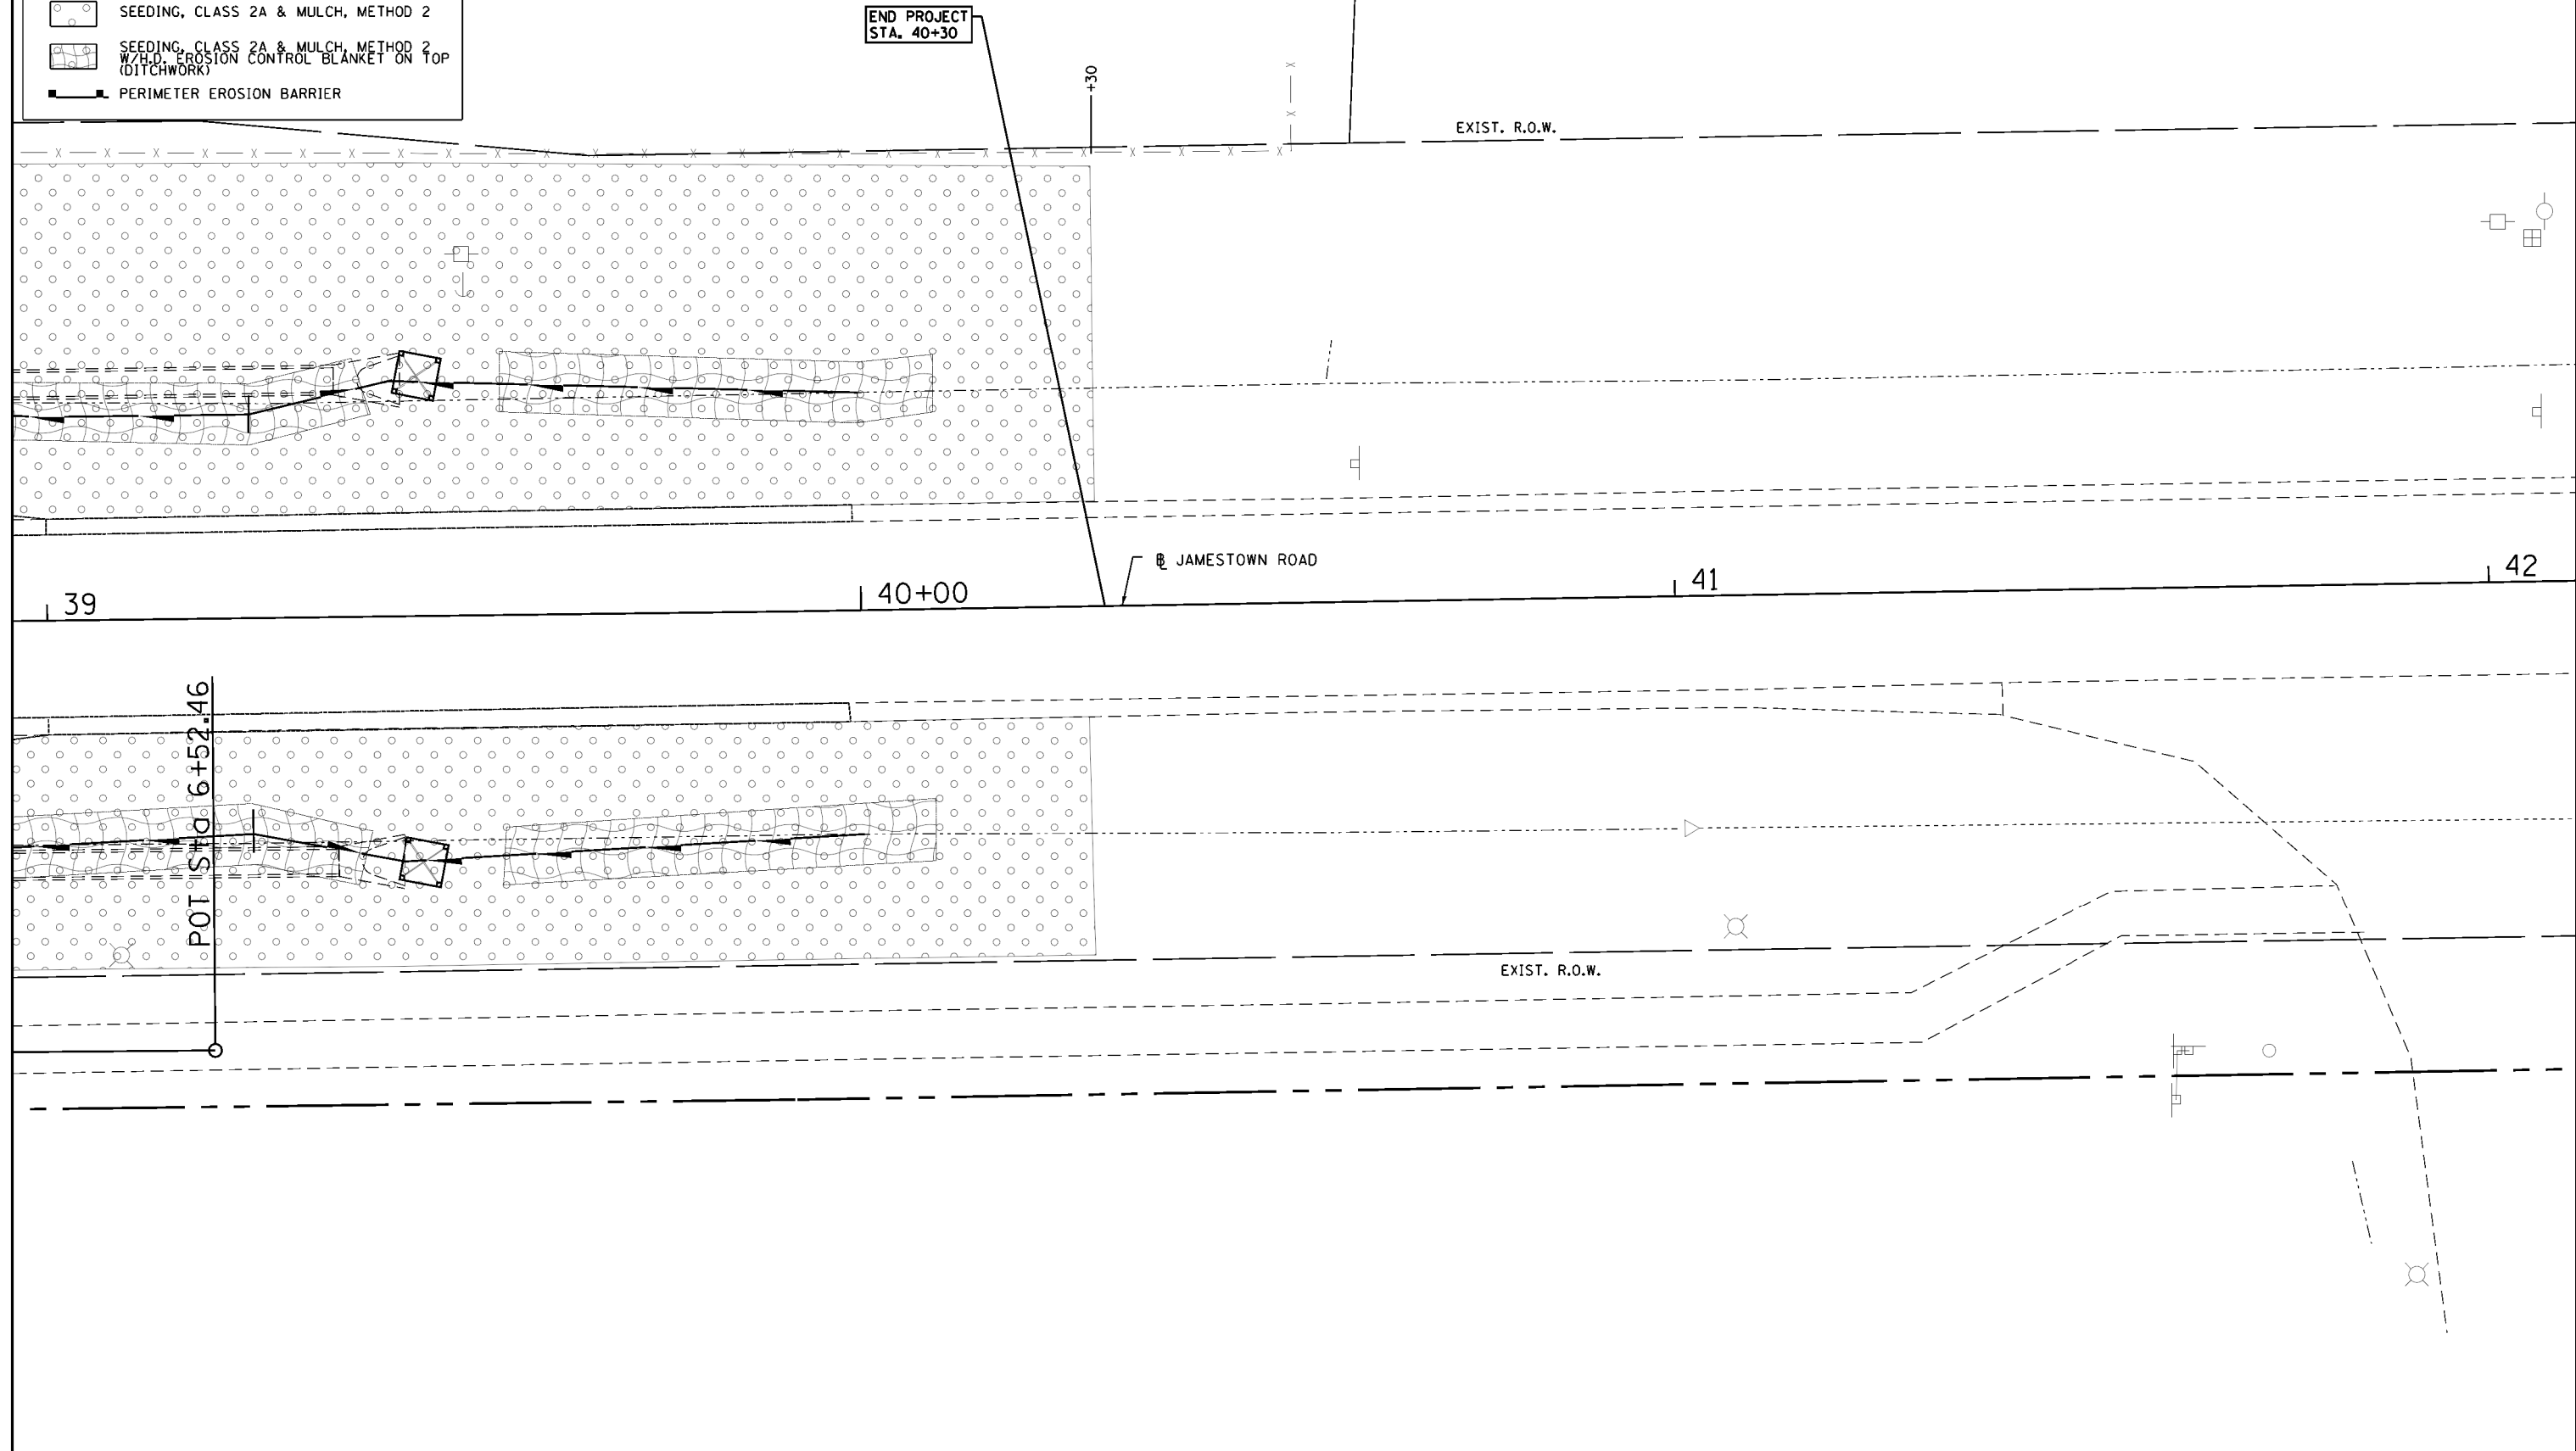 SEEDING, CLASS 2A & MULCH, METHOD 2
SEEDING, CLASS 2A & MULCH, METHOD 2
W/H.D. EROSION CONTROL BLANKET ON TOP
(DITCHWORK)
PERIMETER EROSION BARRIER
END PROJECT
STA. 40+30
+30
EXIST. R.O.W.
℄ JAMESTOWN ROAD
39
40+00
41
42
POT Sta 6+52.46
EXIST. R.O.W.